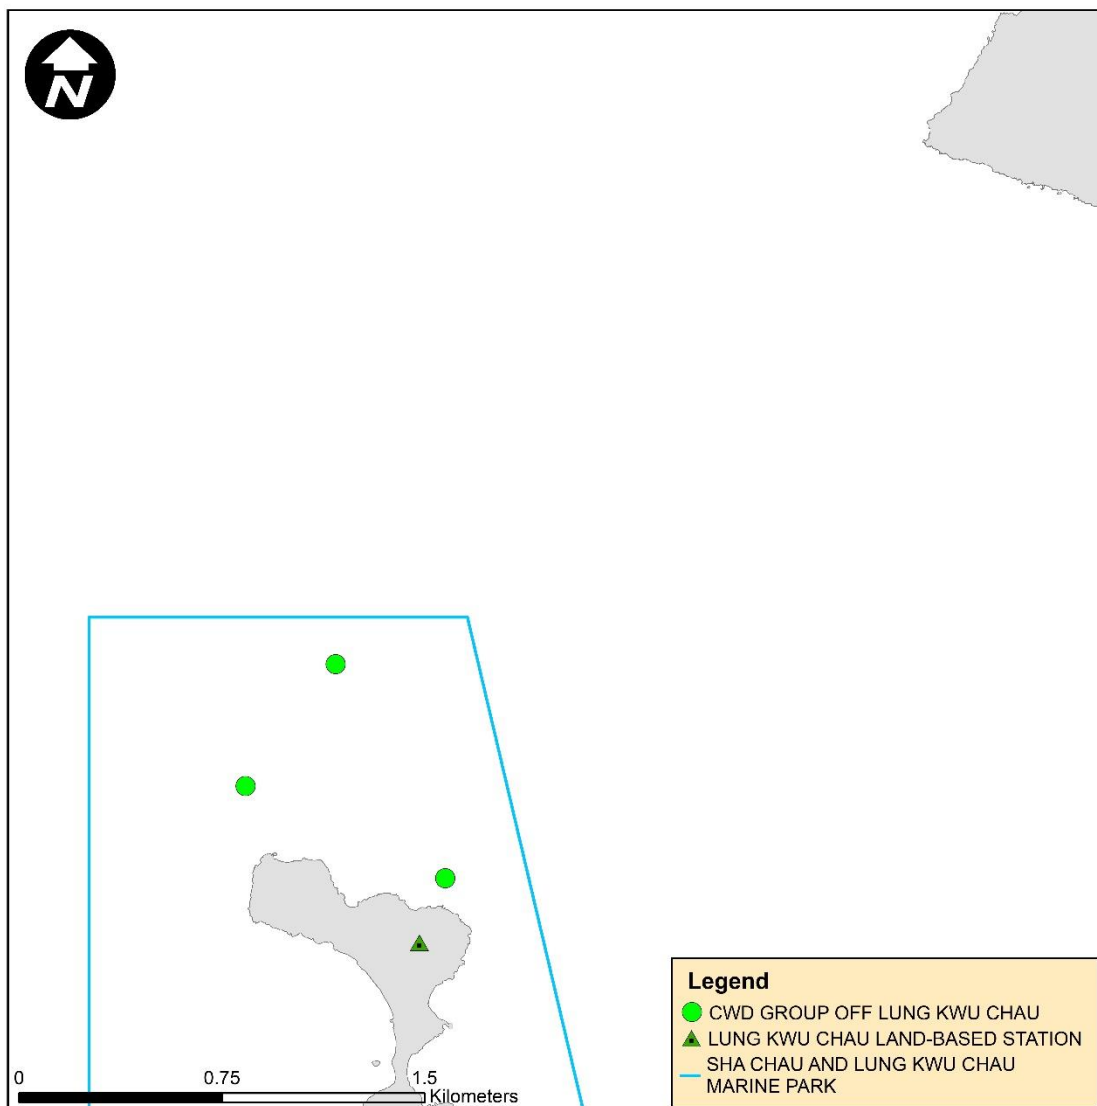 N
Legend
CWD GROUP OFF LUNG KWU CHAU
LUNG KWU CHAU LAND-BASED STATION
SHA CHAU AND LUNG KWU CHAU
MARINE PARK
0 0.75 1.5
Kilometers